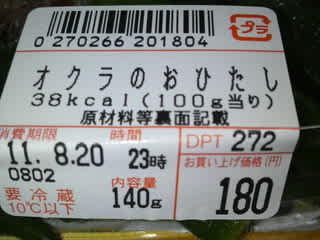 0 270266 201804
プラ
オクラのおひたし
38kcal(100g当り)
原材料等裏面記載
消費期限 時間 DPT 272
11. 8.20 23時 お買い上げ価格(円)
0802
要冷蔵 内容量 180
10℃以下 140g